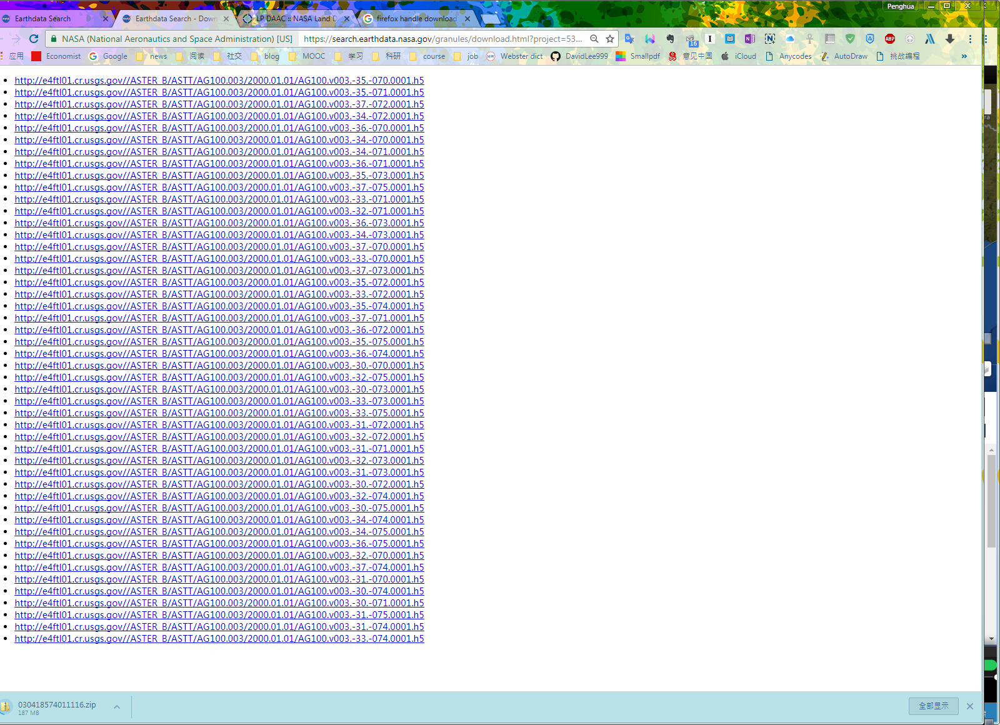 Penghua
Earthdata Search
Earthdata Search - Down
LP DAAC :: NASA Land D
firefox handle download
NASA (National Aeronautics and Space Administration) [US]
https://search.earthdata.nasa.gov/granules/download.html?project=53...
16
ABP
应用 Economist Google news 阅读 社交 blog MOOC 学习 科研 course job Webster dict DavidLee999 Smallpdf 意见中国 iCloud Anycodes AutoDraw 挑战编程 »
http://e4ftl01.cr.usgs.gov//ASTER_B/ASTT/AG100.003/2000.01.01/AG100.v003.-35.-070.0001.h5
http://e4ftl01.cr.usgs.gov//ASTER_B/ASTT/AG100.003/2000.01.01/AG100.v003.-35.-071.0001.h5
http://e4ftl01.cr.usgs.gov//ASTER_B/ASTT/AG100.003/2000.01.01/AG100.v003.-37.-072.0001.h5
http://e4ftl01.cr.usgs.gov//ASTER_B/ASTT/AG100.003/2000.01.01/AG100.v003.-34.-072.0001.h5
http://e4ftl01.cr.usgs.gov//ASTER_B/ASTT/AG100.003/2000.01.01/AG100.v003.-36.-070.0001.h5
http://e4ftl01.cr.usgs.gov//ASTER_B/ASTT/AG100.003/2000.01.01/AG100.v003.-34.-070.0001.h5
http://e4ftl01.cr.usgs.gov//ASTER_B/ASTT/AG100.003/2000.01.01/AG100.v003.-34.-071.0001.h5
http://e4ftl01.cr.usgs.gov//ASTER_B/ASTT/AG100.003/2000.01.01/AG100.v003.-36.-071.0001.h5
http://e4ftl01.cr.usgs.gov//ASTER_B/ASTT/AG100.003/2000.01.01/AG100.v003.-35.-073.0001.h5
http://e4ftl01.cr.usgs.gov//ASTER_B/ASTT/AG100.003/2000.01.01/AG100.v003.-37.-075.0001.h5
http://e4ftl01.cr.usgs.gov//ASTER_B/ASTT/AG100.003/2000.01.01/AG100.v003.-33.-071.0001.h5
http://e4ftl01.cr.usgs.gov//ASTER_B/ASTT/AG100.003/2000.01.01/AG100.v003.-32.-071.0001.h5
http://e4ftl01.cr.usgs.gov//ASTER_B/ASTT/AG100.003/2000.01.01/AG100.v003.-36.-073.0001.h5
http://e4ftl01.cr.usgs.gov//ASTER_B/ASTT/AG100.003/2000.01.01/AG100.v003.-34.-073.0001.h5
http://e4ftl01.cr.usgs.gov//ASTER_B/ASTT/AG100.003/2000.01.01/AG100.v003.-37.-070.0001.h5
http://e4ftl01.cr.usgs.gov//ASTER_B/ASTT/AG100.003/2000.01.01/AG100.v003.-33.-070.0001.h5
http://e4ftl01.cr.usgs.gov//ASTER_B/ASTT/AG100.003/2000.01.01/AG100.v003.-37.-073.0001.h5
http://e4ftl01.cr.usgs.gov//ASTER_B/ASTT/AG100.003/2000.01.01/AG100.v003.-35.-072.0001.h5
http://e4ftl01.cr.usgs.gov//ASTER_B/ASTT/AG100.003/2000.01.01/AG100.v003.-33.-072.0001.h5
http://e4ftl01.cr.usgs.gov//ASTER_B/ASTT/AG100.003/2000.01.01/AG100.v003.-35.-074.0001.h5
http://e4ftl01.cr.usgs.gov//ASTER_B/ASTT/AG100.003/2000.01.01/AG100.v003.-37.-071.0001.h5
http://e4ftl01.cr.usgs.gov//ASTER_B/ASTT/AG100.003/2000.01.01/AG100.v003.-36.-072.0001.h5
http://e4ftl01.cr.usgs.gov//ASTER_B/ASTT/AG100.003/2000.01.01/AG100.v003.-35.-075.0001.h5
http://e4ftl01.cr.usgs.gov//ASTER_B/ASTT/AG100.003/2000.01.01/AG100.v003.-36.-074.0001.h5
http://e4ftl01.cr.usgs.gov//ASTER_B/ASTT/AG100.003/2000.01.01/AG100.v003.-30.-070.0001.h5
http://e4ftl01.cr.usgs.gov//ASTER_B/ASTT/AG100.003/2000.01.01/AG100.v003.-32.-075.0001.h5
http://e4ftl01.cr.usgs.gov//ASTER_B/ASTT/AG100.003/2000.01.01/AG100.v003.-30.-073.0001.h5
http://e4ftl01.cr.usgs.gov//ASTER_B/ASTT/AG100.003/2000.01.01/AG100.v003.-33.-073.0001.h5
http://e4ftl01.cr.usgs.gov//ASTER_B/ASTT/AG100.003/2000.01.01/AG100.v003.-33.-075.0001.h5
http://e4ftl01.cr.usgs.gov//ASTER_B/ASTT/AG100.003/2000.01.01/AG100.v003.-31.-072.0001.h5
http://e4ftl01.cr.usgs.gov//ASTER_B/ASTT/AG100.003/2000.01.01/AG100.v003.-32.-072.0001.h5
http://e4ftl01.cr.usgs.gov//ASTER_B/ASTT/AG100.003/2000.01.01/AG100.v003.-31.-071.0001.h5
http://e4ftl01.cr.usgs.gov//ASTER_B/ASTT/AG100.003/2000.01.01/AG100.v003.-32.-073.0001.h5
http://e4ftl01.cr.usgs.gov//ASTER_B/ASTT/AG100.003/2000.01.01/AG100.v003.-31.-073.0001.h5
http://e4ftl01.cr.usgs.gov//ASTER_B/ASTT/AG100.003/2000.01.01/AG100.v003.-30.-072.0001.h5
http://e4ftl01.cr.usgs.gov//ASTER_B/ASTT/AG100.003/2000.01.01/AG100.v003.-32.-074.0001.h5
http://e4ftl01.cr.usgs.gov//ASTER_B/ASTT/AG100.003/2000.01.01/AG100.v003.-30.-075.0001.h5
http://e4ftl01.cr.usgs.gov//ASTER_B/ASTT/AG100.003/2000.01.01/AG100.v003.-34.-074.0001.h5
http://e4ftl01.cr.usgs.gov//ASTER_B/ASTT/AG100.003/2000.01.01/AG100.v003.-34.-075.0001.h5
http://e4ftl01.cr.usgs.gov//ASTER_B/ASTT/AG100.003/2000.01.01/AG100.v003.-36.-075.0001.h5
http://e4ftl01.cr.usgs.gov//ASTER_B/ASTT/AG100.003/2000.01.01/AG100.v003.-32.-070.0001.h5
http://e4ftl01.cr.usgs.gov//ASTER_B/ASTT/AG100.003/2000.01.01/AG100.v003.-37.-074.0001.h5
http://e4ftl01.cr.usgs.gov//ASTER_B/ASTT/AG100.003/2000.01.01/AG100.v003.-31.-070.0001.h5
http://e4ftl01.cr.usgs.gov//ASTER_B/ASTT/AG100.003/2000.01.01/AG100.v003.-30.-074.0001.h5
http://e4ftl01.cr.usgs.gov//ASTER_B/ASTT/AG100.003/2000.01.01/AG100.v003.-30.-071.0001.h5
http://e4ftl01.cr.usgs.gov//ASTER_B/ASTT/AG100.003/2000.01.01/AG100.v003.-31.-075.0001.h5
http://e4ftl01.cr.usgs.gov//ASTER_B/ASTT/AG100.003/2000.01.01/AG100.v003.-31.-074.0001.h5
http://e4ftl01.cr.usgs.gov//ASTER_B/ASTT/AG100.003/2000.01.01/AG100.v003.-33.-074.0001.h5
030418574011116.zip
187 MB
全部显示